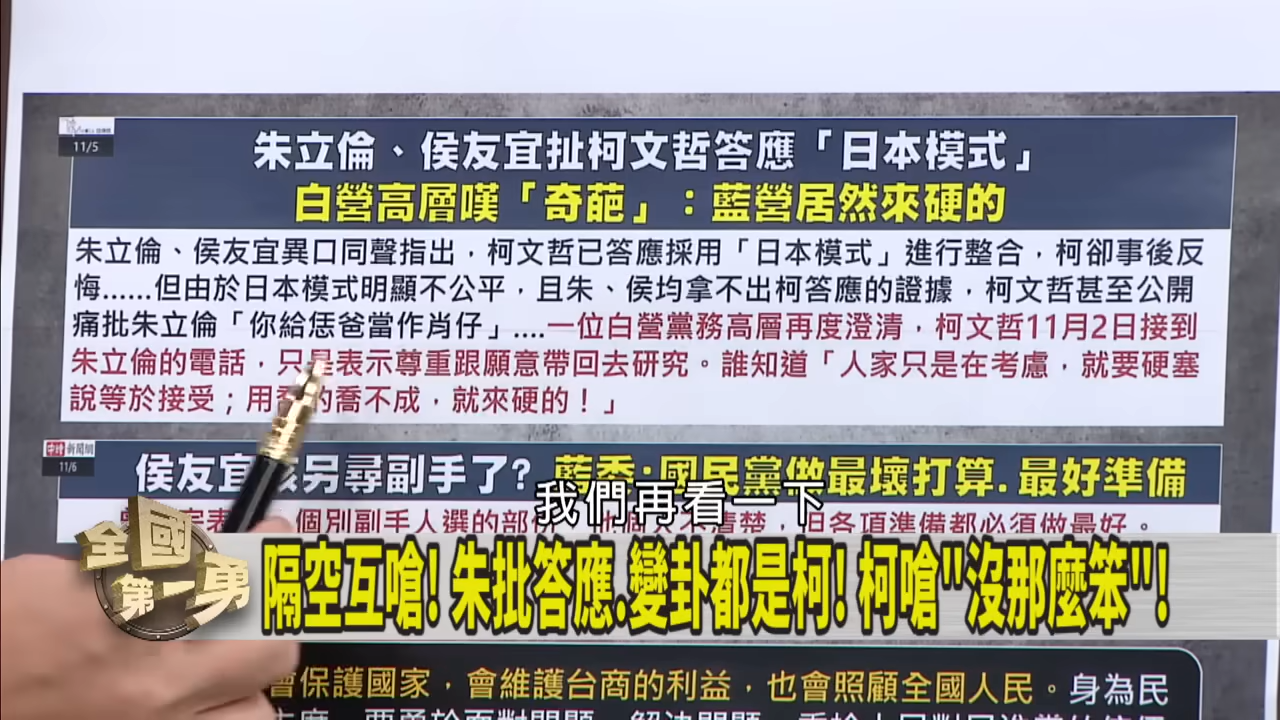 11/5
朱立倫、侯友宜扯柯文哲答應「日本模式」
白營高層嘆「奇葩」：藍營居然來硬的
朱立倫、侯友宜異口同聲指出，柯文哲已答應採用「日本模式」進行整合，柯卻事後反
悔......但由於日本模式明顯不公平，且朱、侯均拿不出柯答應的證據，柯文哲甚至公開
痛批朱立倫「你給恁爸當作肖仔」....一位白營黨務高層再度澄清，柯文哲11月2日接到
朱立倫的電話，只是表示尊重跟願意帶回去研究。誰知道「人家只是在考慮，就要硬塞
說等於接受；用喬的喬不成，就來硬的！」
新聞網
11/6
侯友宜該另尋副手了? 藍委:國民黨做最壞打算.最好準備
個別副手人選的部 清楚，但各項準備都必須做最好。
我們再看一下
全國第一勇
隔空互嗆!朱批答應.變卦都是柯!柯嗆"沒那麼笨"!
會保護國家，會維護台商的利益，也會照顧全國人民。身為民